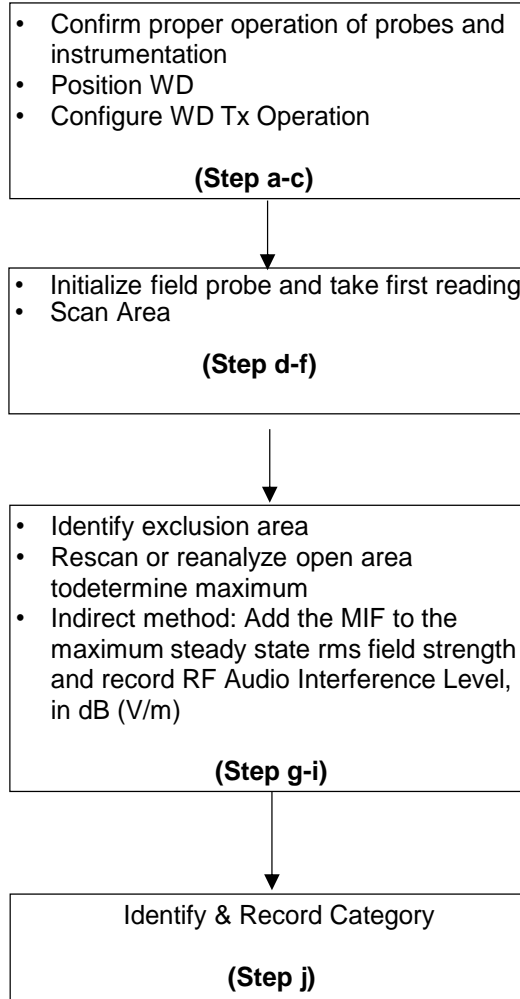 • Confirm proper operation of probes and
instrumentation
• Position WD
• Configure WD Tx Operation
(Step a-c)
• Initialize field probe and take first reading
• Scan Area
(Step d-f)
• Identify exclusion area
• Rescan or reanalyze open area
todetermine maximum
• Indirect method: Add the MIF to the
maximum steady state rms field strength
and record RF Audio Interference Level,
in dB (V/m)
(Step g-i)
Identify & Record Category
(Step j)